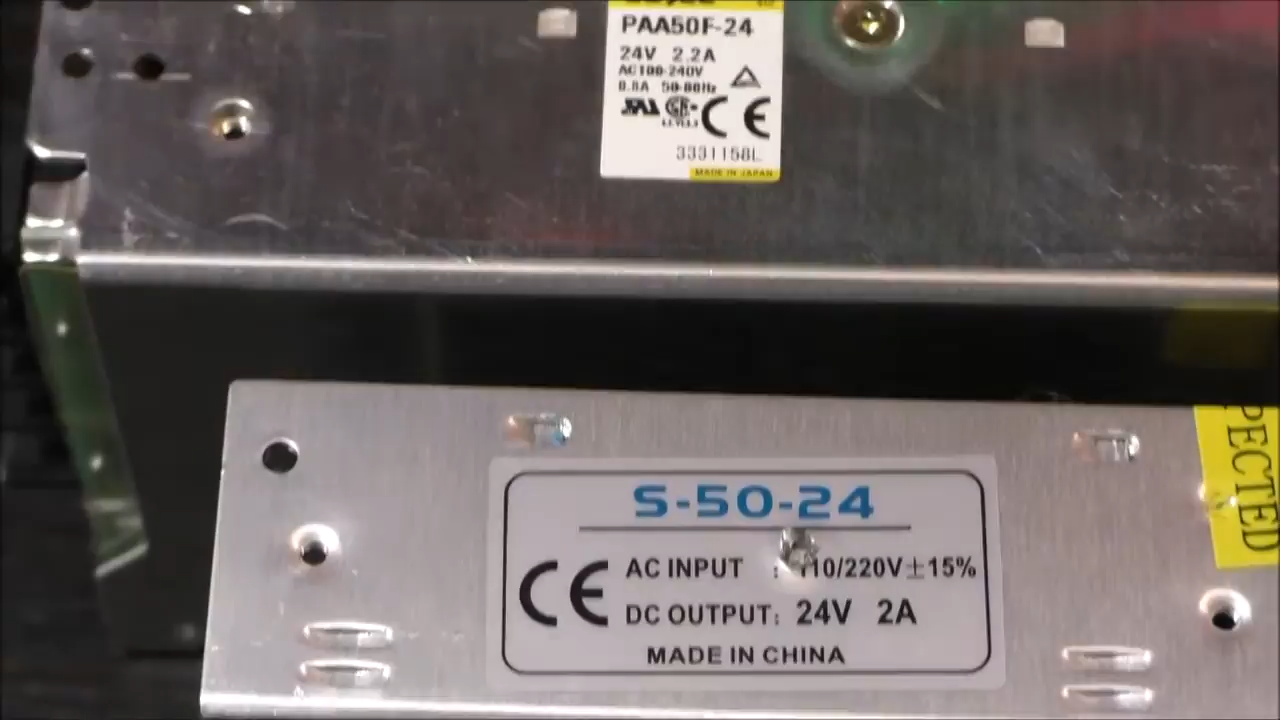 PAA50F-24
24V 2.2A
AC100-240V
0.8A 50-60Hz
CE
3331158L
MADE IN JAPAN
S-50-24
CE
AC INPUT : 110/220V±15%
DC OUTPUT: 24V 2A
MADE IN CHINA
PECTED